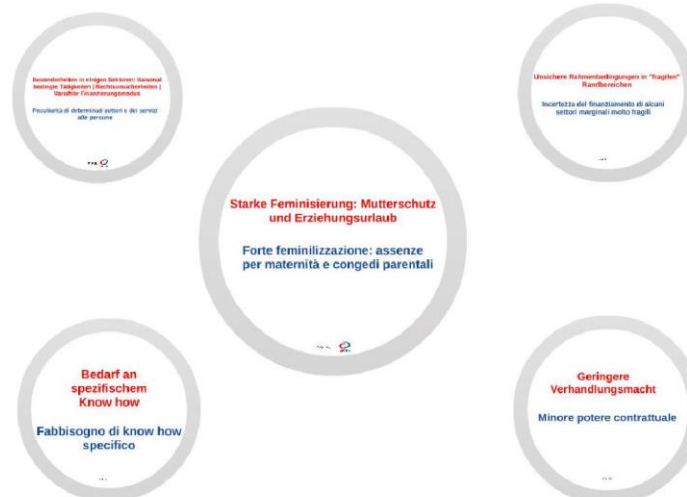 Besonderheiten in einigen Sektoren: Saisonal
bedingte Tätigkeiten | Rechtsunsicherheiten |
Variabler Finanzierungsmodus
Peculiarità di determinati settori e dei servizi
alle persone
Unsichere Rahmenbedingungen in "fragilen"
Randbereichen
Incertezza del finanziamento di alcuni
settori marginali molto fragili
Starke Feminisierung: Mutterschutz
und Erziehungsurlaub
Forte feminilizzazione: assenze
per maternità e congedi parentali
Bedarf an
spezifischem
Know how
Fabbisogno di know how
specifico
Geringere
Verhandlungsmacht
Minore potere contrattuale